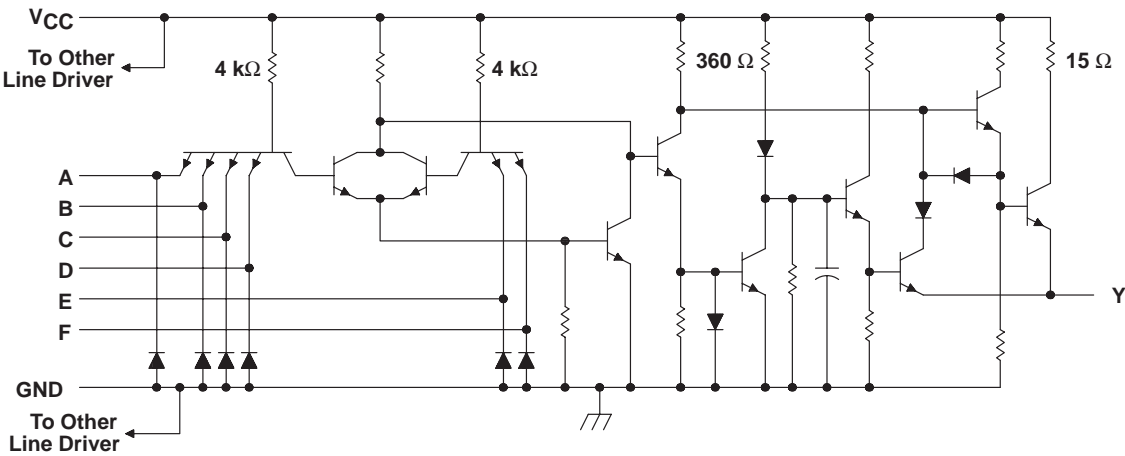 VCC
To Other
Line Driver
4 kΩ
4 kΩ
360 Ω
15 Ω
A
B
C
D
E
F
Y
GND
To Other
Line Driver